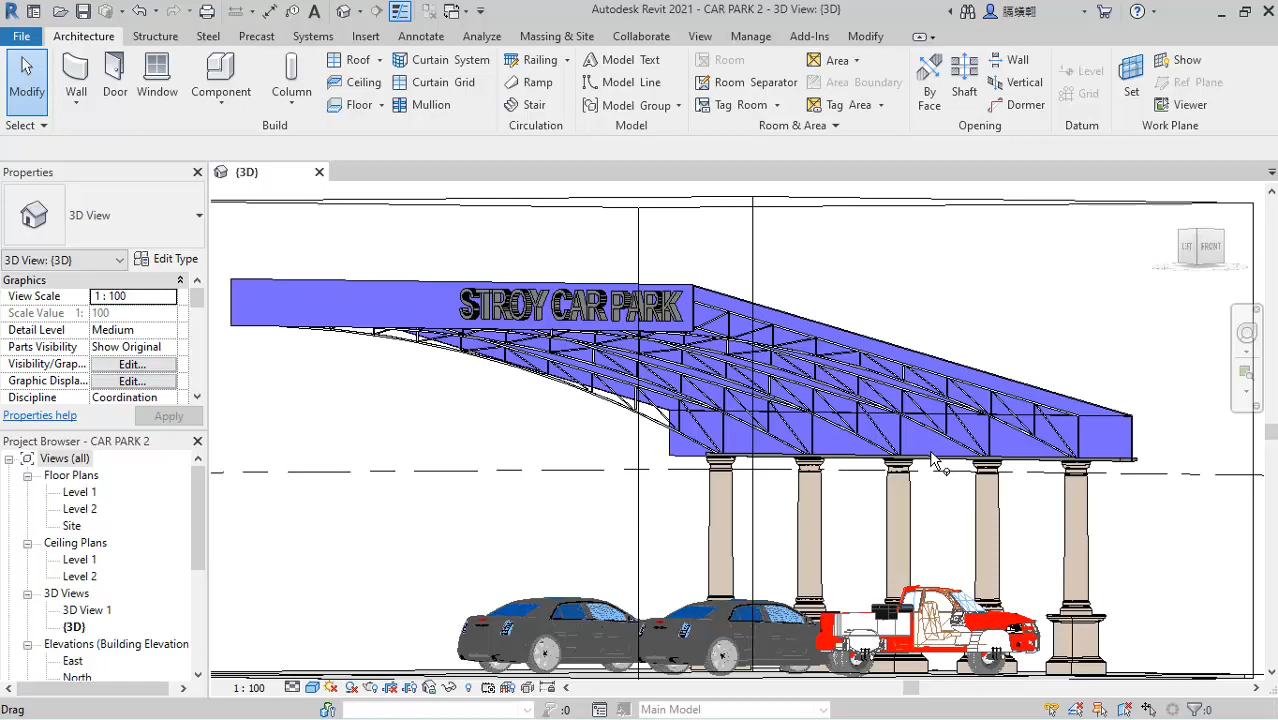 Autodesk Revit 2021 - CAR PARK 2 - 3D View: {3D}
File Architecture Structure Steel Precast Systems Insert Annotate Analyze Massing & Site Collaborate View Manage Add-Ins Modify
Modify Wall Door Window Component Column
Roof Curtain System
Ceiling Curtain Grid
Floor Mullion
Railing
Ramp
Stair
Model Text
Model Line
Model Group
Room
Room Separator
Tag Room
Area
Area Boundary
Tag Area
By Face
Shaft
Wall
Vertical
Dormer
Level
Grid
Set
Show
Ref Plane
Viewer
Select Build Circulation Model Room & Area Opening Datum Work Plane
Properties
{3D}
3D View
3D View: {3D} Edit Type
Graphics
View Scale 1 : 100
Scale Value 1: 100
Detail Level Medium
Parts Visibility Show Original
Visibility/Grap... Edit...
Graphic Displa... Edit...
Discipline Coordination
Properties help Apply
Project Browser - CAR PARK 2
Views (all)
Floor Plans
Level 1
Level 2
Site
Ceiling Plans
Level 1
Level 2
3D Views
3D View 1
{3D}
Elevations (Building Elevation
East
North
STROY CAR PARK
LEFT FRONT
1 : 100
Drag
:0
Main Model
:0